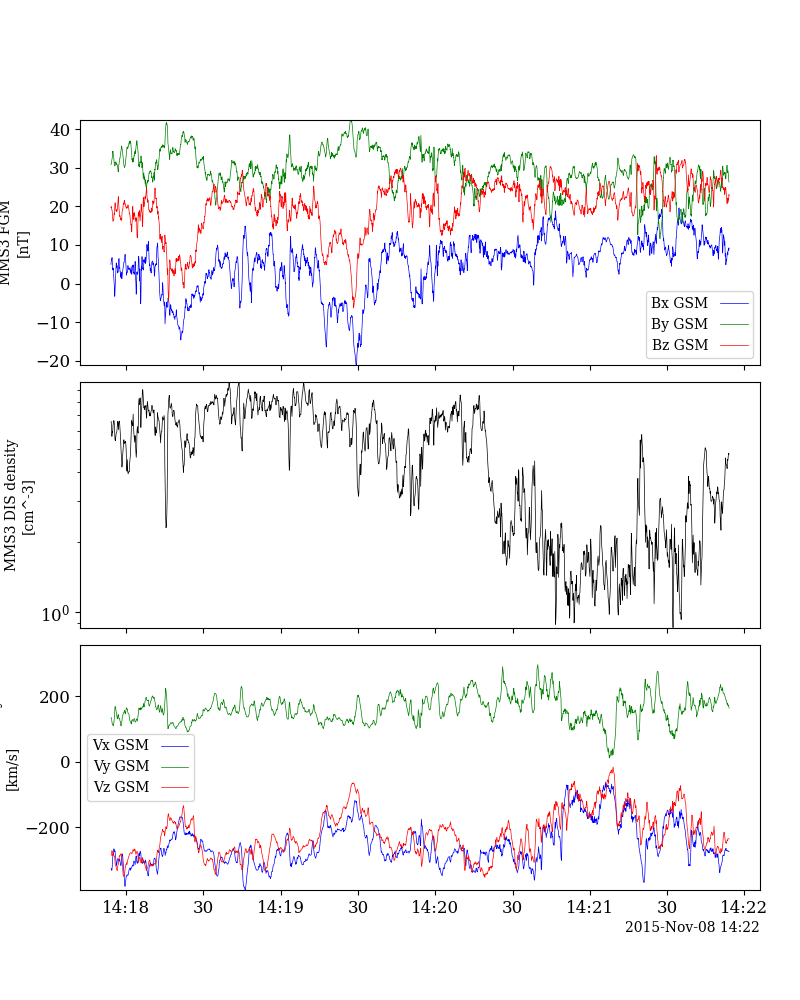 40
30
20
10
0
−10
−20
MMS3 FGM
[nT]
Bx GSM
By GSM
Bz GSM
10^0
MMS3 DIS density
[cm^-3]
200
0
−200
[km/s]
Vx GSM
Vy GSM
Vz GSM
14:18 30 14:19 30 14:20 30 14:21 30 14:22
2015-Nov-08 14:22